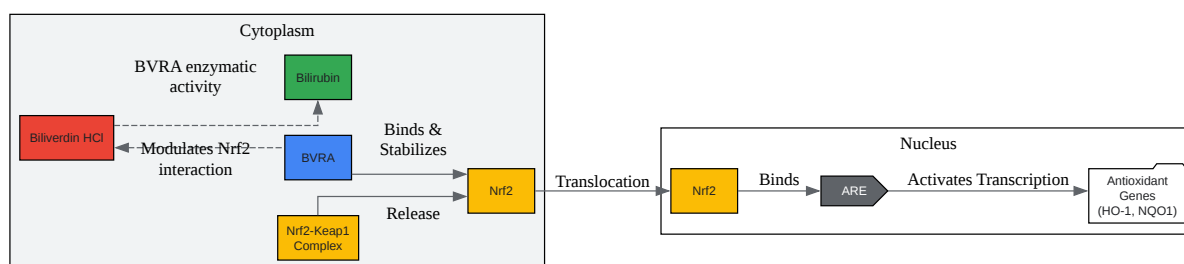 Cytoplasm
BVRA enzymatic
activity
Bilirubin
Biliverdin HCl
Modulates Nrf2
interaction
BVRA
Binds &
Stabilizes
Nrf2
Release
Nrf2-Keap1
Complex
Translocation
Nucleus
Nrf2
Binds
ARE
Activates Transcription
Antioxidant
Genes
(HO-1, NQO1)